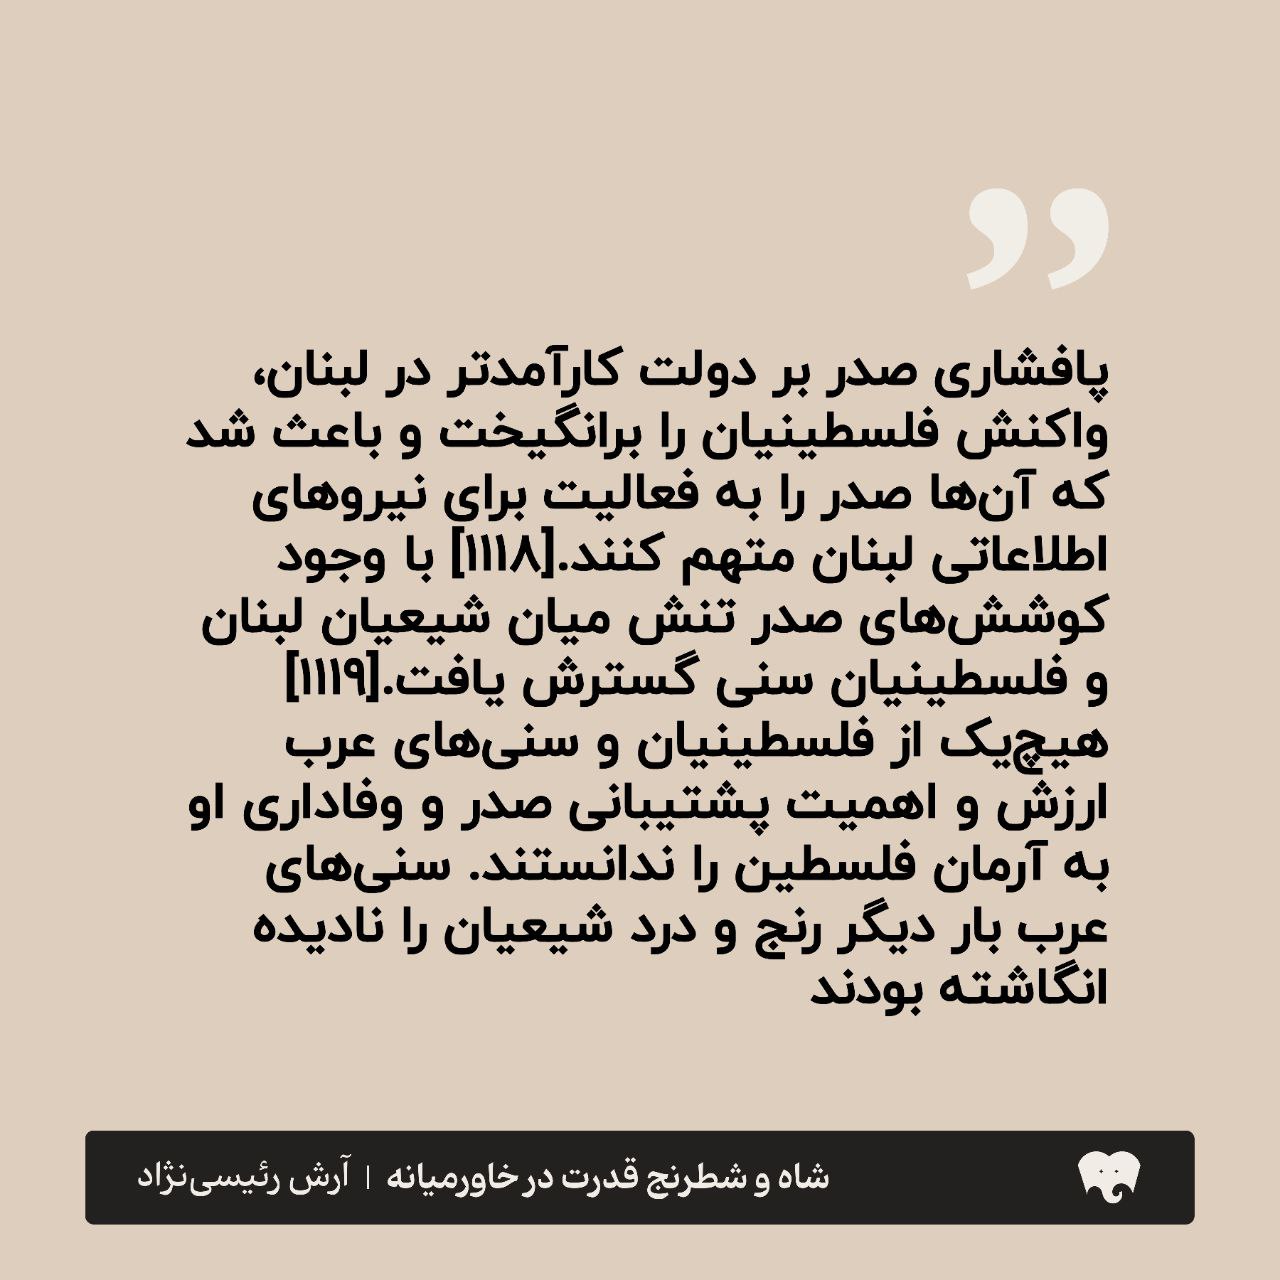 ”
پافشاری صدر بر دولت کارآمدتر در لبنان،
واکنش فلسطینیان را برانگیخت و باعث شد
که آن‌ها صدر را به فعالیت برای نیروهای
اطلاعاتی لبنان متهم کنند.[۱۱۱۸] با وجود
کوشش‌های صدر تنش میان شیعیان لبنان
و فلسطینیان سنی گسترش یافت.[۱۱۱۹]
هیچ‌یک از فلسطینیان و سنی‌های عرب
ارزش و اهمیت پشتیبانی صدر و وفاداری او
به آرمان فلسطین را ندانستند. سنی‌های
عرب بار دیگر رنج و درد شیعیان را نادیده
انگاشته بودند
شاه و شطرنج قدرت در خاورمیانه | آرش رئیسی‌نژاد